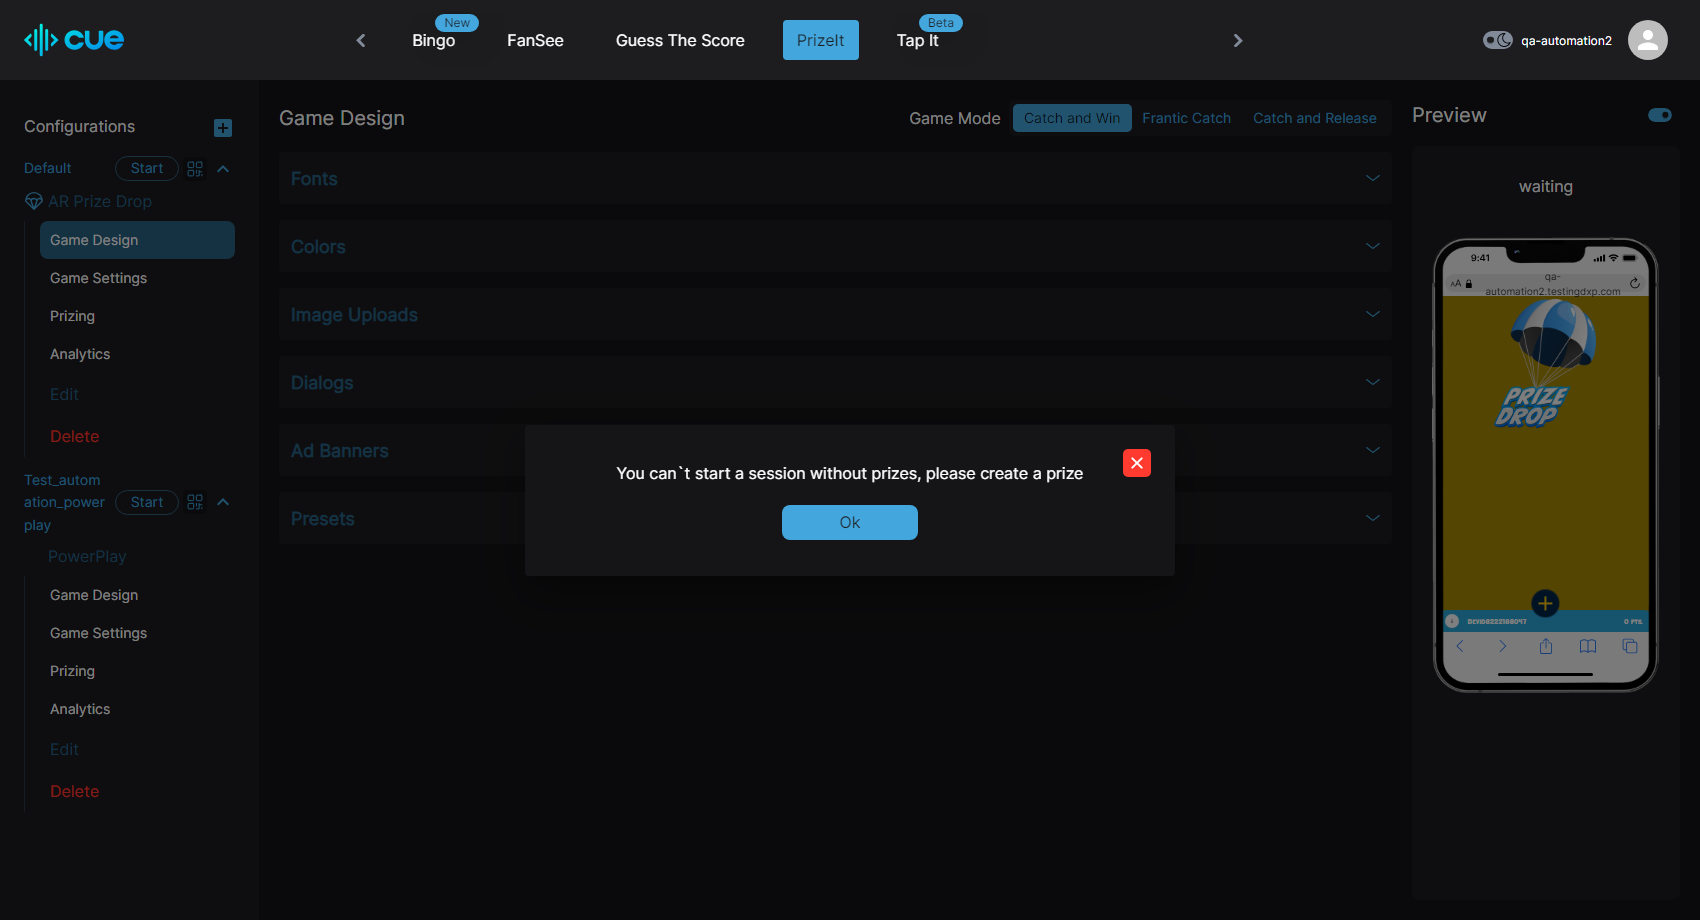 cue
New
Bingo
FanSee
Guess The Score
PrizeIt
Beta
Tap It
qa-automation2
Configurations
Default
Start
AR Prize Drop
Game Design
Game Settings
Prizing
Analytics
Edit
Delete
Test_autom
ation_power
play
Start
PowerPlay
Game Design
Game Settings
Prizing
Analytics
Edit
Delete
Game Design
Game Mode
Catch and Win
Frantic Catch
Catch and Release
Fonts
Colors
Image Uploads
Dialogs
Ad Banners
Presets
You can`t start a session without prizes, please create a prize
Ok
Preview
waiting
9:41
AA
qa-
automation2.testingdxp.com
PRIZE
DROP
0 PTS.